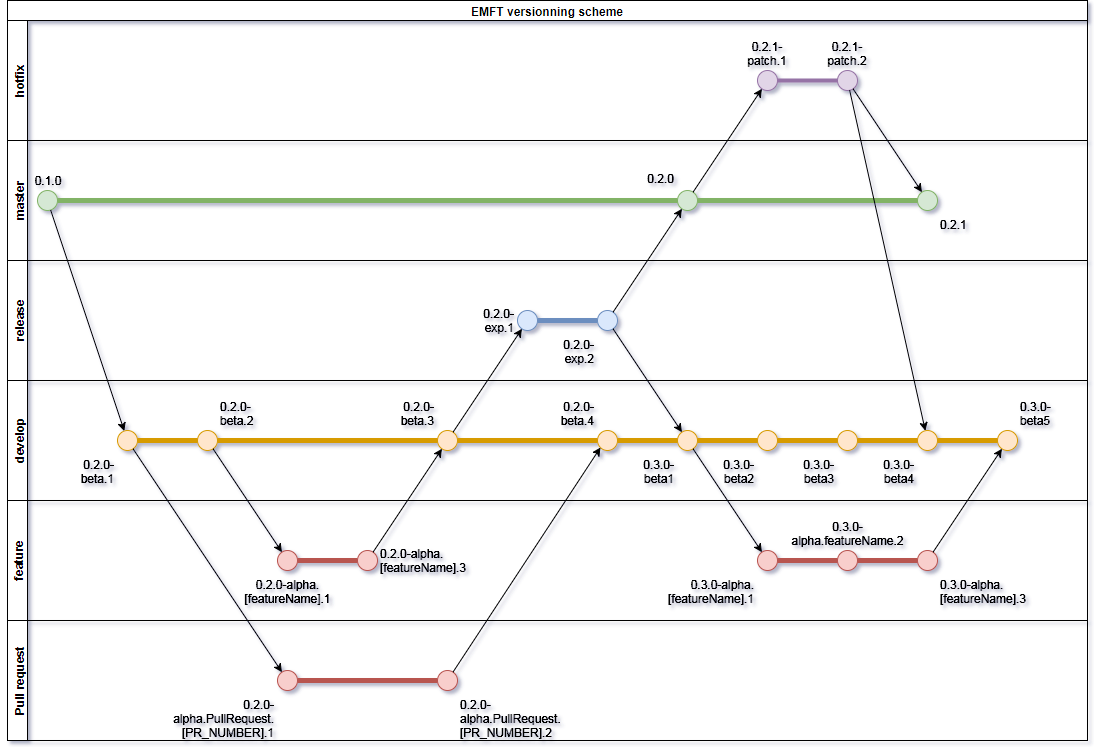 EMFT versionning scheme
hotfix
0.2.1-
patch.1
0.2.1-
patch.2
master
0.1.0
0.2.0
0.2.1
release
0.2.0-
exp.1
0.2.0-
exp.2
develop
0.2.0-
beta.1
0.2.0-
beta.2
0.2.0-
beta.3
0.2.0-
beta.4
0.3.0-
beta1
0.3.0-
beta2
0.3.0-
beta3
0.3.0-
beta4
0.3.0-
beta5
feature
0.2.0-alpha.
[featureName].1
0.2.0-alpha.
[featureName].3
0.3.0-alpha.
[featureName].1
0.3.0-
alpha.featureName.2
0.3.0-alpha.
[featureName].3
Pull request
0.2.0-
alpha.PullRequest.
[PR_NUMBER].1
0.2.0-
alpha.PullRequest.
[PR_NUMBER].2